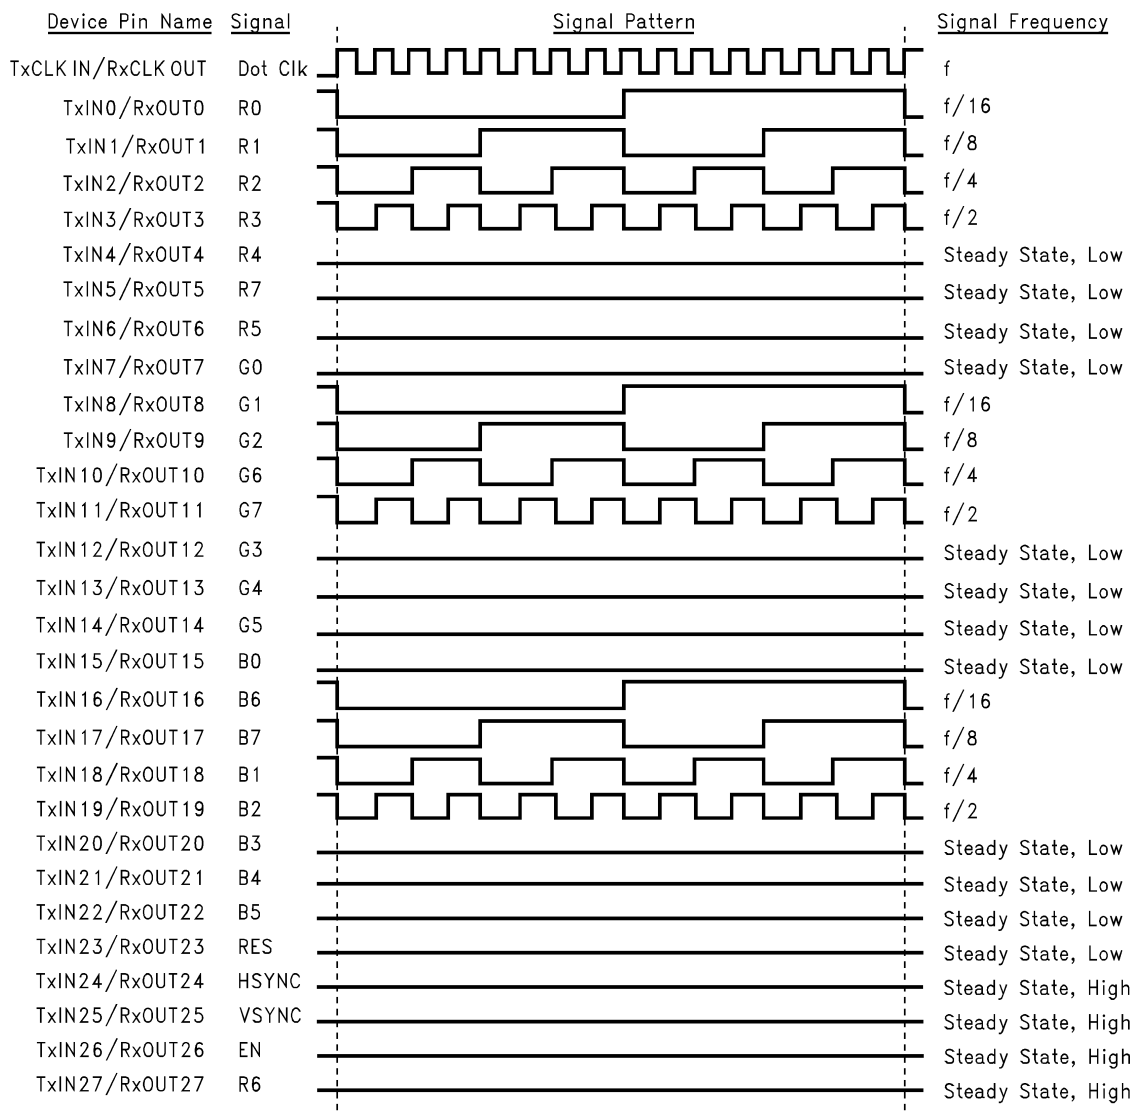 Device Pin Name Signal Signal Pattern Signal Frequency
TxCLK IN/RxCLK OUT Dot Clk f
TxIN0/RxOUT0 R0 f/16
TxIN1/RxOUT1 R1 f/8
TxIN2/RxOUT2 R2 f/4
TxIN3/RxOUT3 R3 f/2
TxIN4/RxOUT4 R4 Steady State, Low
TxIN5/RxOUT5 R7 Steady State, Low
TxIN6/RxOUT6 R5 Steady State, Low
TxIN7/RxOUT7 G0 Steady State, Low
TxIN8/RxOUT8 G1 f/16
TxIN9/RxOUT9 G2 f/8
TxIN10/RxOUT10 G6 f/4
TxIN11/RxOUT11 G7 f/2
TxIN12/RxOUT12 G3 Steady State, Low
TxIN13/RxOUT13 G4 Steady State, Low
TxIN14/RxOUT14 G5 Steady State, Low
TxIN15/RxOUT15 B0 Steady State, Low
TxIN16/RxOUT16 B6 f/16
TxIN17/RxOUT17 B7 f/8
TxIN18/RxOUT18 B1 f/4
TxIN19/RxOUT19 B2 f/2
TxIN20/RxOUT20 B3 Steady State, Low
TxIN21/RxOUT21 B4 Steady State, Low
TxIN22/RxOUT22 B5 Steady State, Low
TxIN23/RxOUT23 RES Steady State, Low
TxIN24/RxOUT24 HSYNC Steady State, High
TxIN25/RxOUT25 VSYNC Steady State, High
TxIN26/RxOUT26 EN Steady State, High
TxIN27/RxOUT27 R6 Steady State, High